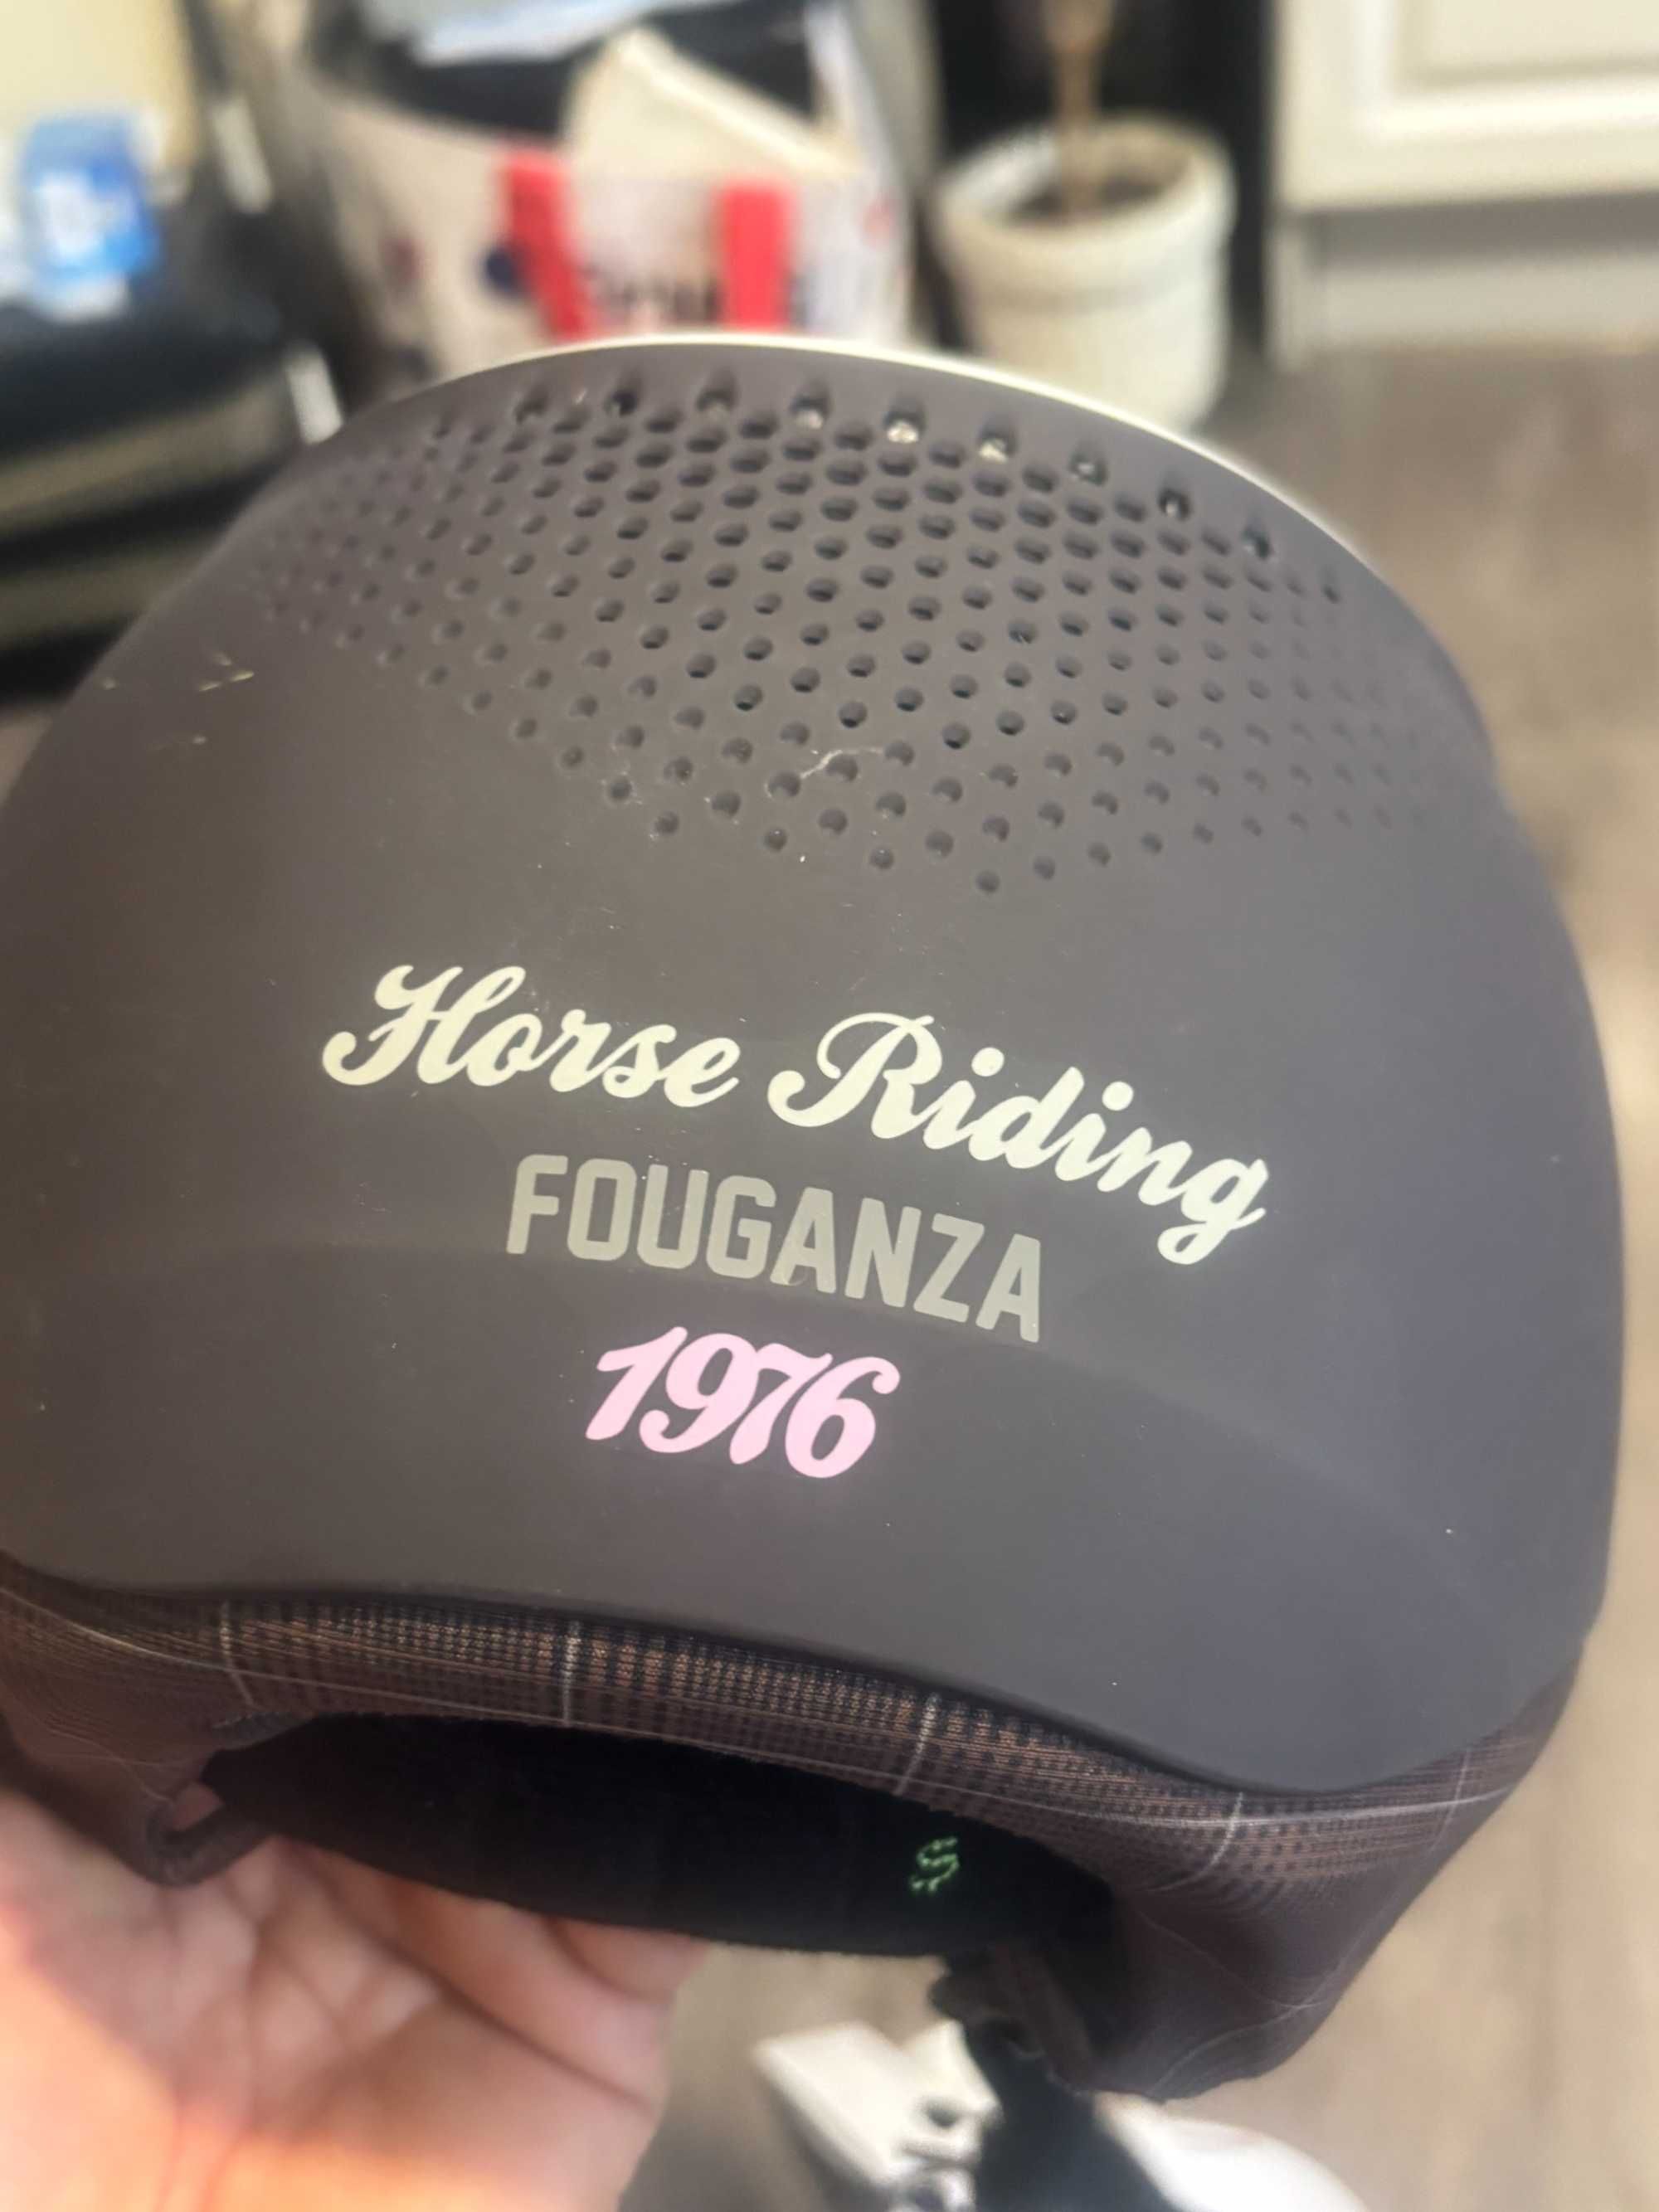 Horse Riding
FOUGANZA
1976
S